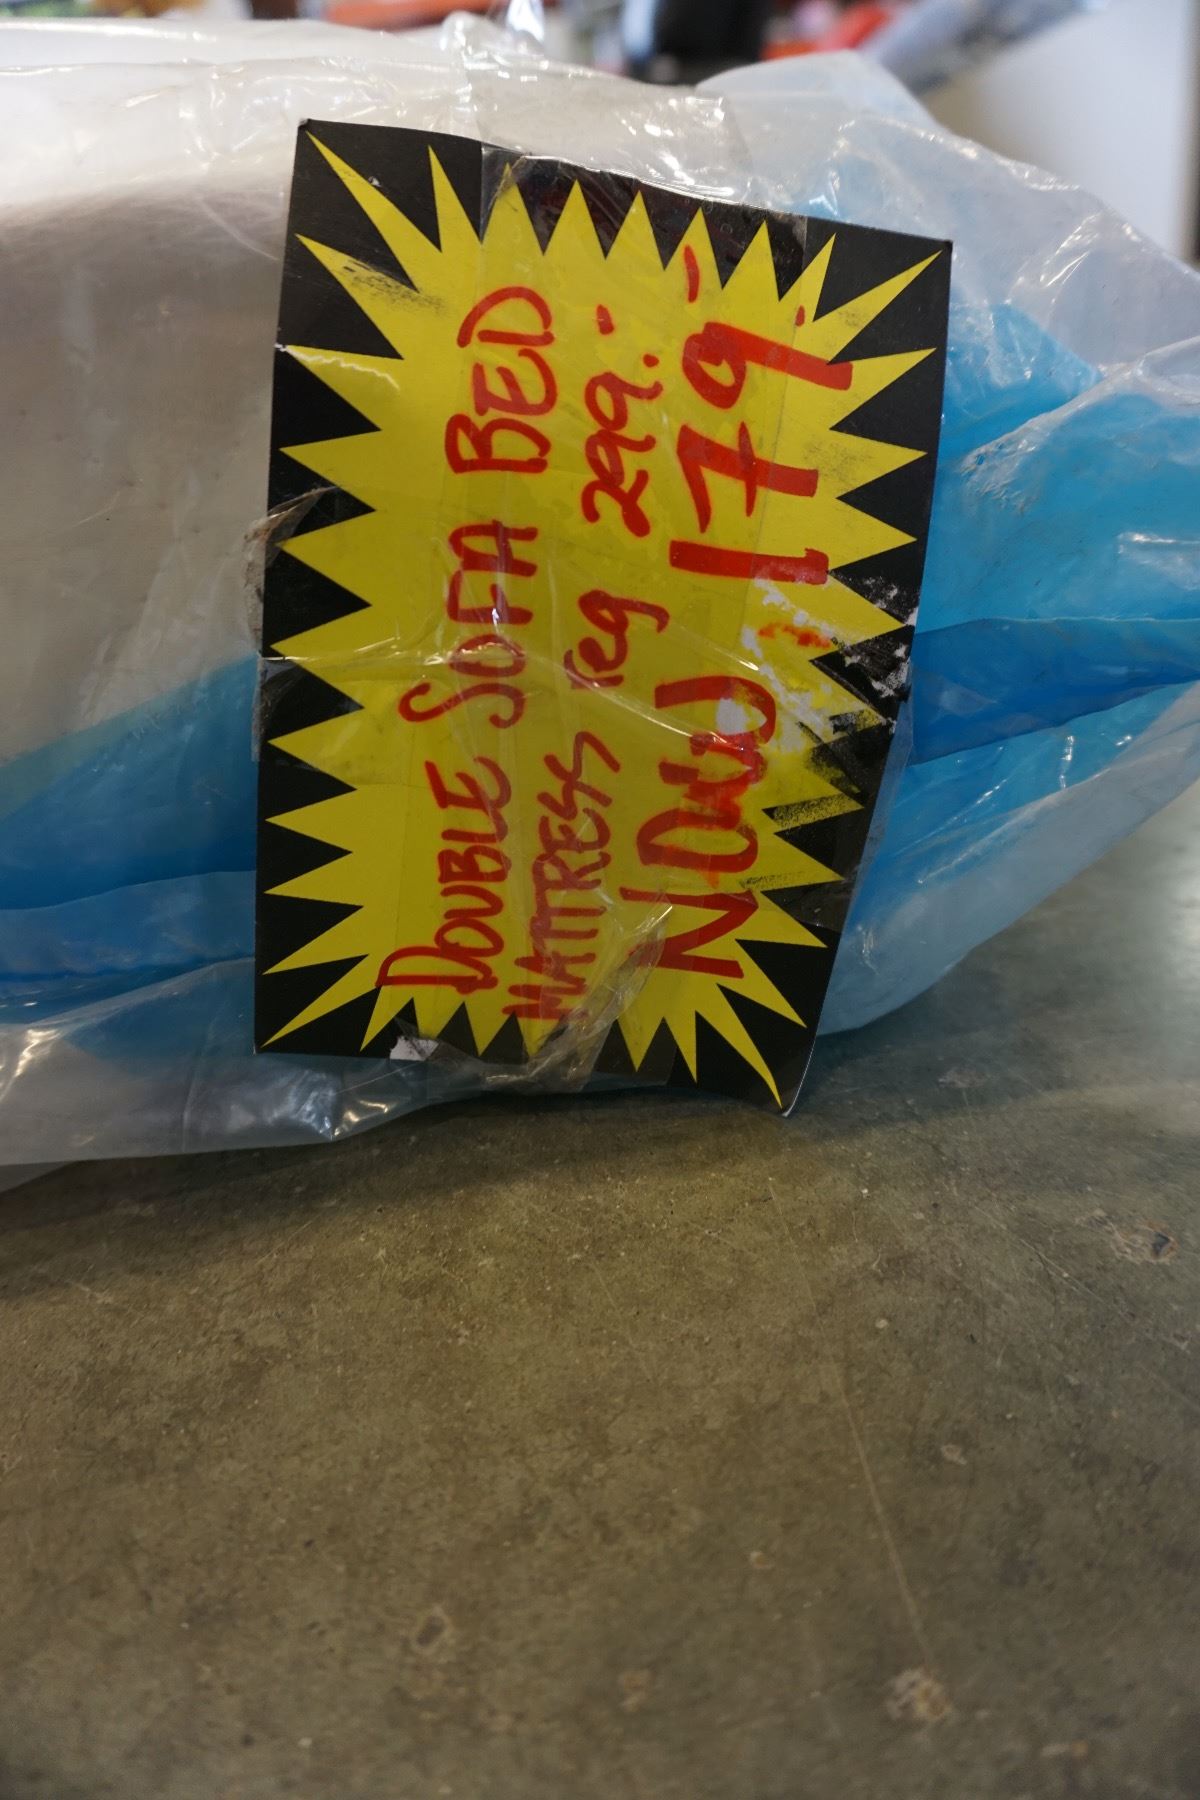 DOUBLE SOFA BED
MATTRESS reg 299.-
NOW 179.-